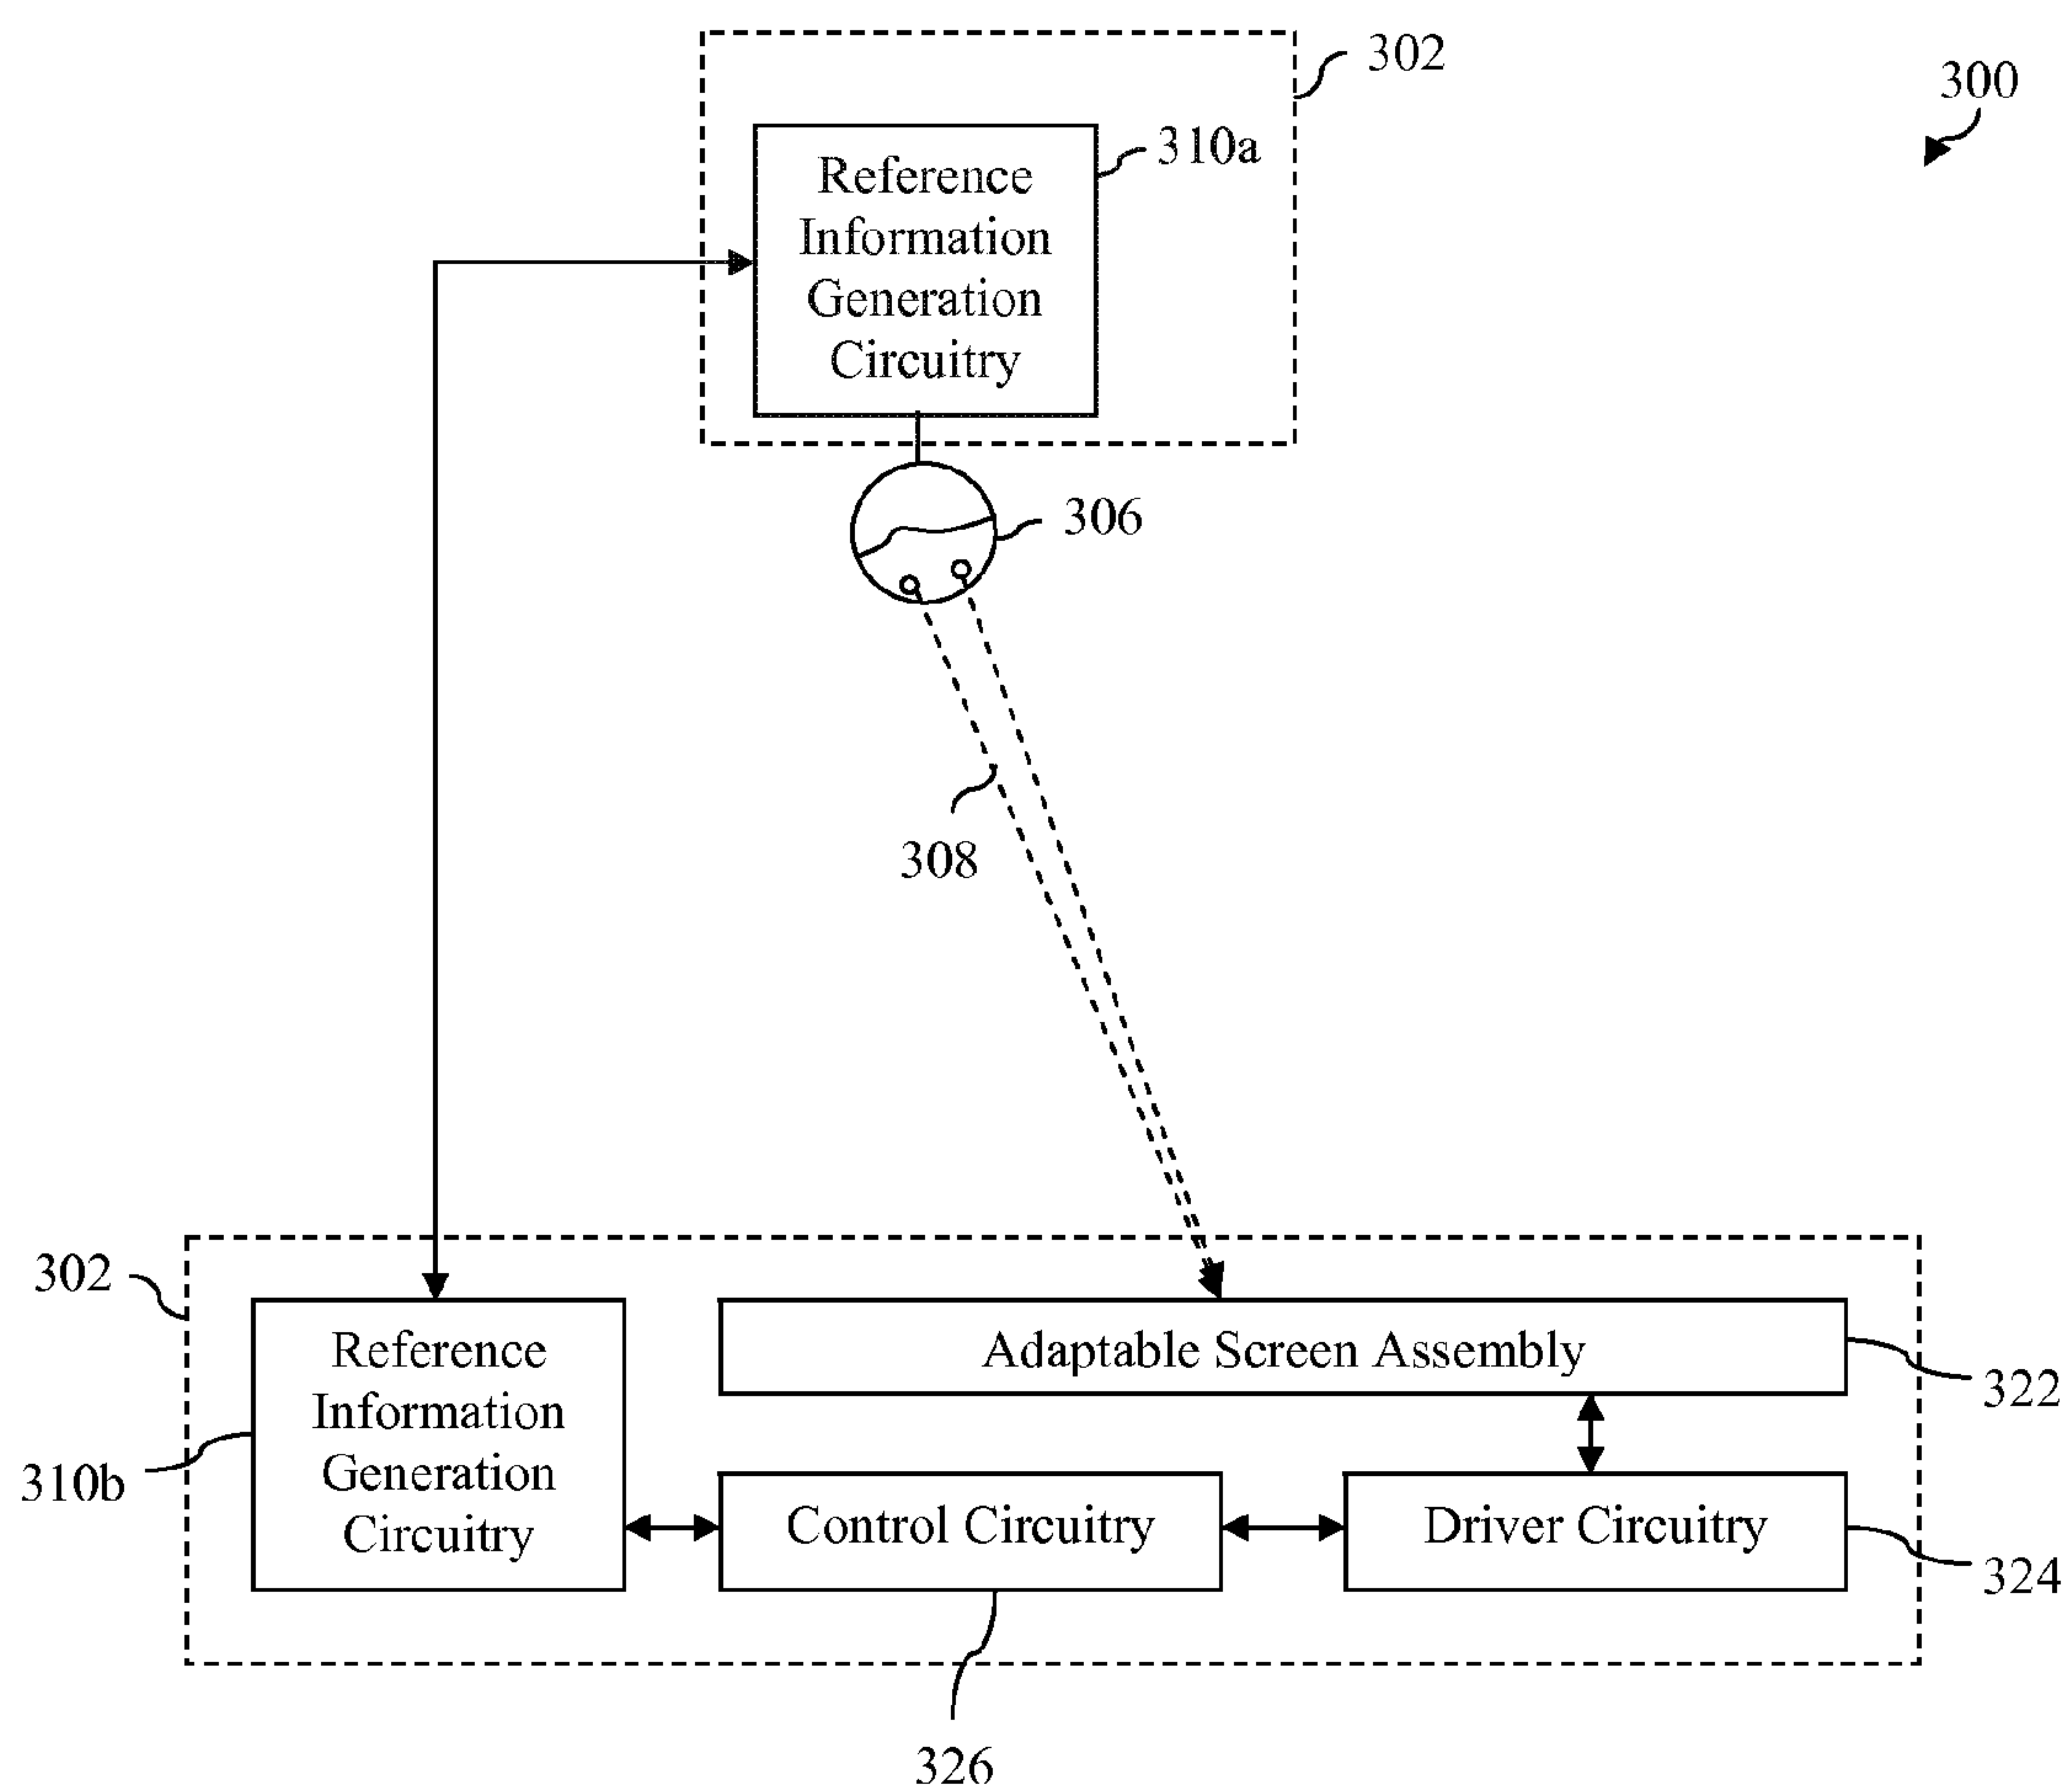 302
300
310a
Reference
Information
Generation
Circuitry
306
308
302
Reference
Information
Generation
Circuitry
310b
Adaptable Screen Assembly
322
Control Circuitry
Driver Circuitry
324
326